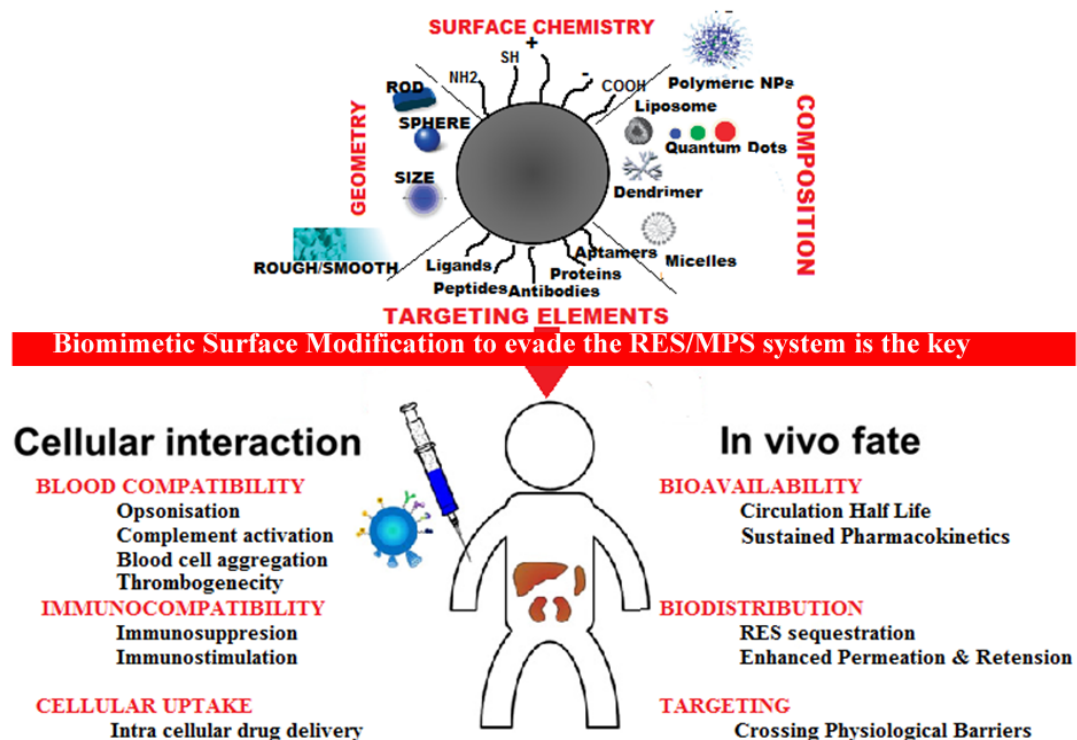 SURFACE CHEMISTRY
+
SH
-
NH2
COOH
Polymeric NPs
ROD
Liposome
SPHERE
Quantum Dots
GEOMETRY
COMPOSITION
SIZE
Dendrimer
ROUGH/SMOOTH
Ligands
Peptides
Antibodies
Proteins
Aptamers
Micelles
TARGETING ELEMENTS
Biomimetic Surface Modification to evade the RES/MPS system is the key
Cellular interaction
BLOOD COMPATIBILITY
Opsonisation
Complement activation
Blood cell aggregation
Thrombogenecity
IMMUNOCOMPATIBILITY
Immunosuppresion
Immunostimulation
CELLULAR UPTAKE
Intra cellular drug delivery
In vivo fate
BIOAVAILABILITY
Circulation Half Life
Sustained Pharmacokinetics
BIODISTRIBUTION
RES sequestration
Enhanced Permeation & Retension
TARGETING
Crossing Physiological Barriers